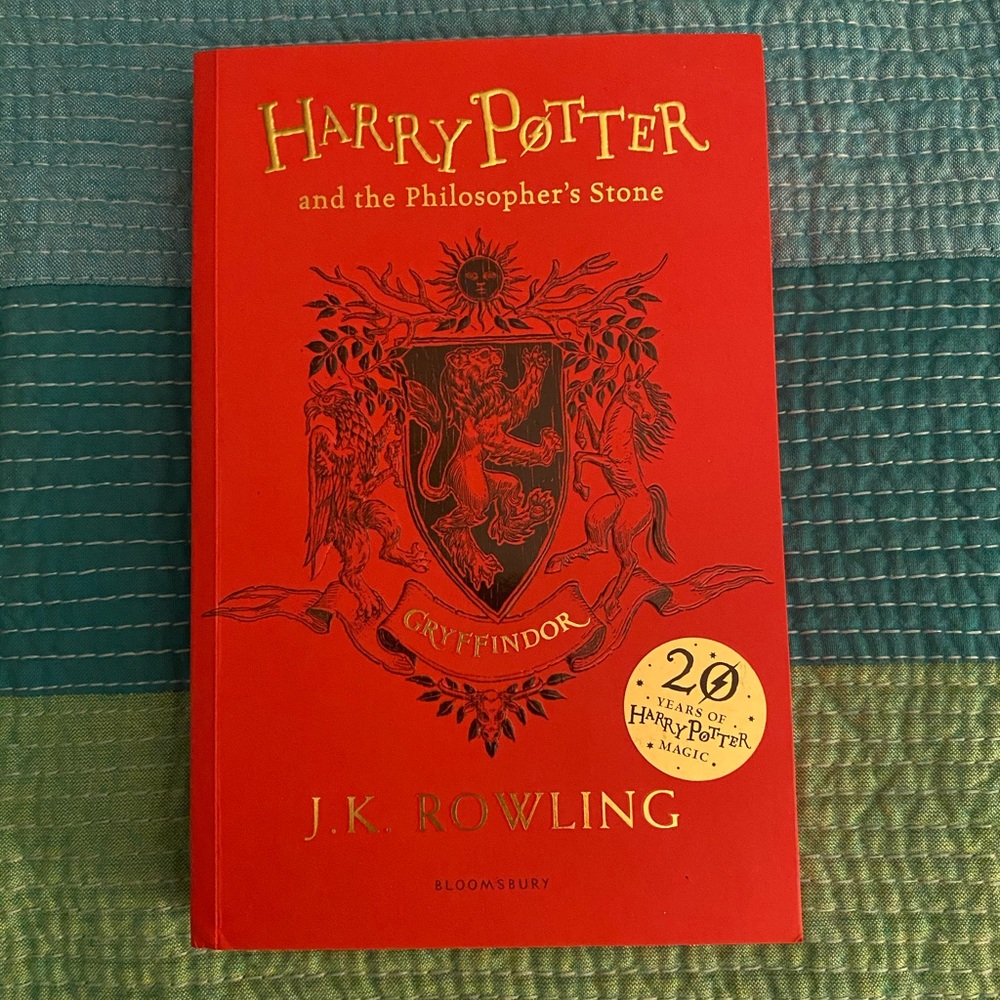 HARRY POTTER
and the Philosopher's Stone
GRYFFINDOR
20
YEARS OF
HARRY POTTER
MAGIC
J.K. ROWLING
BLOOMSBURY